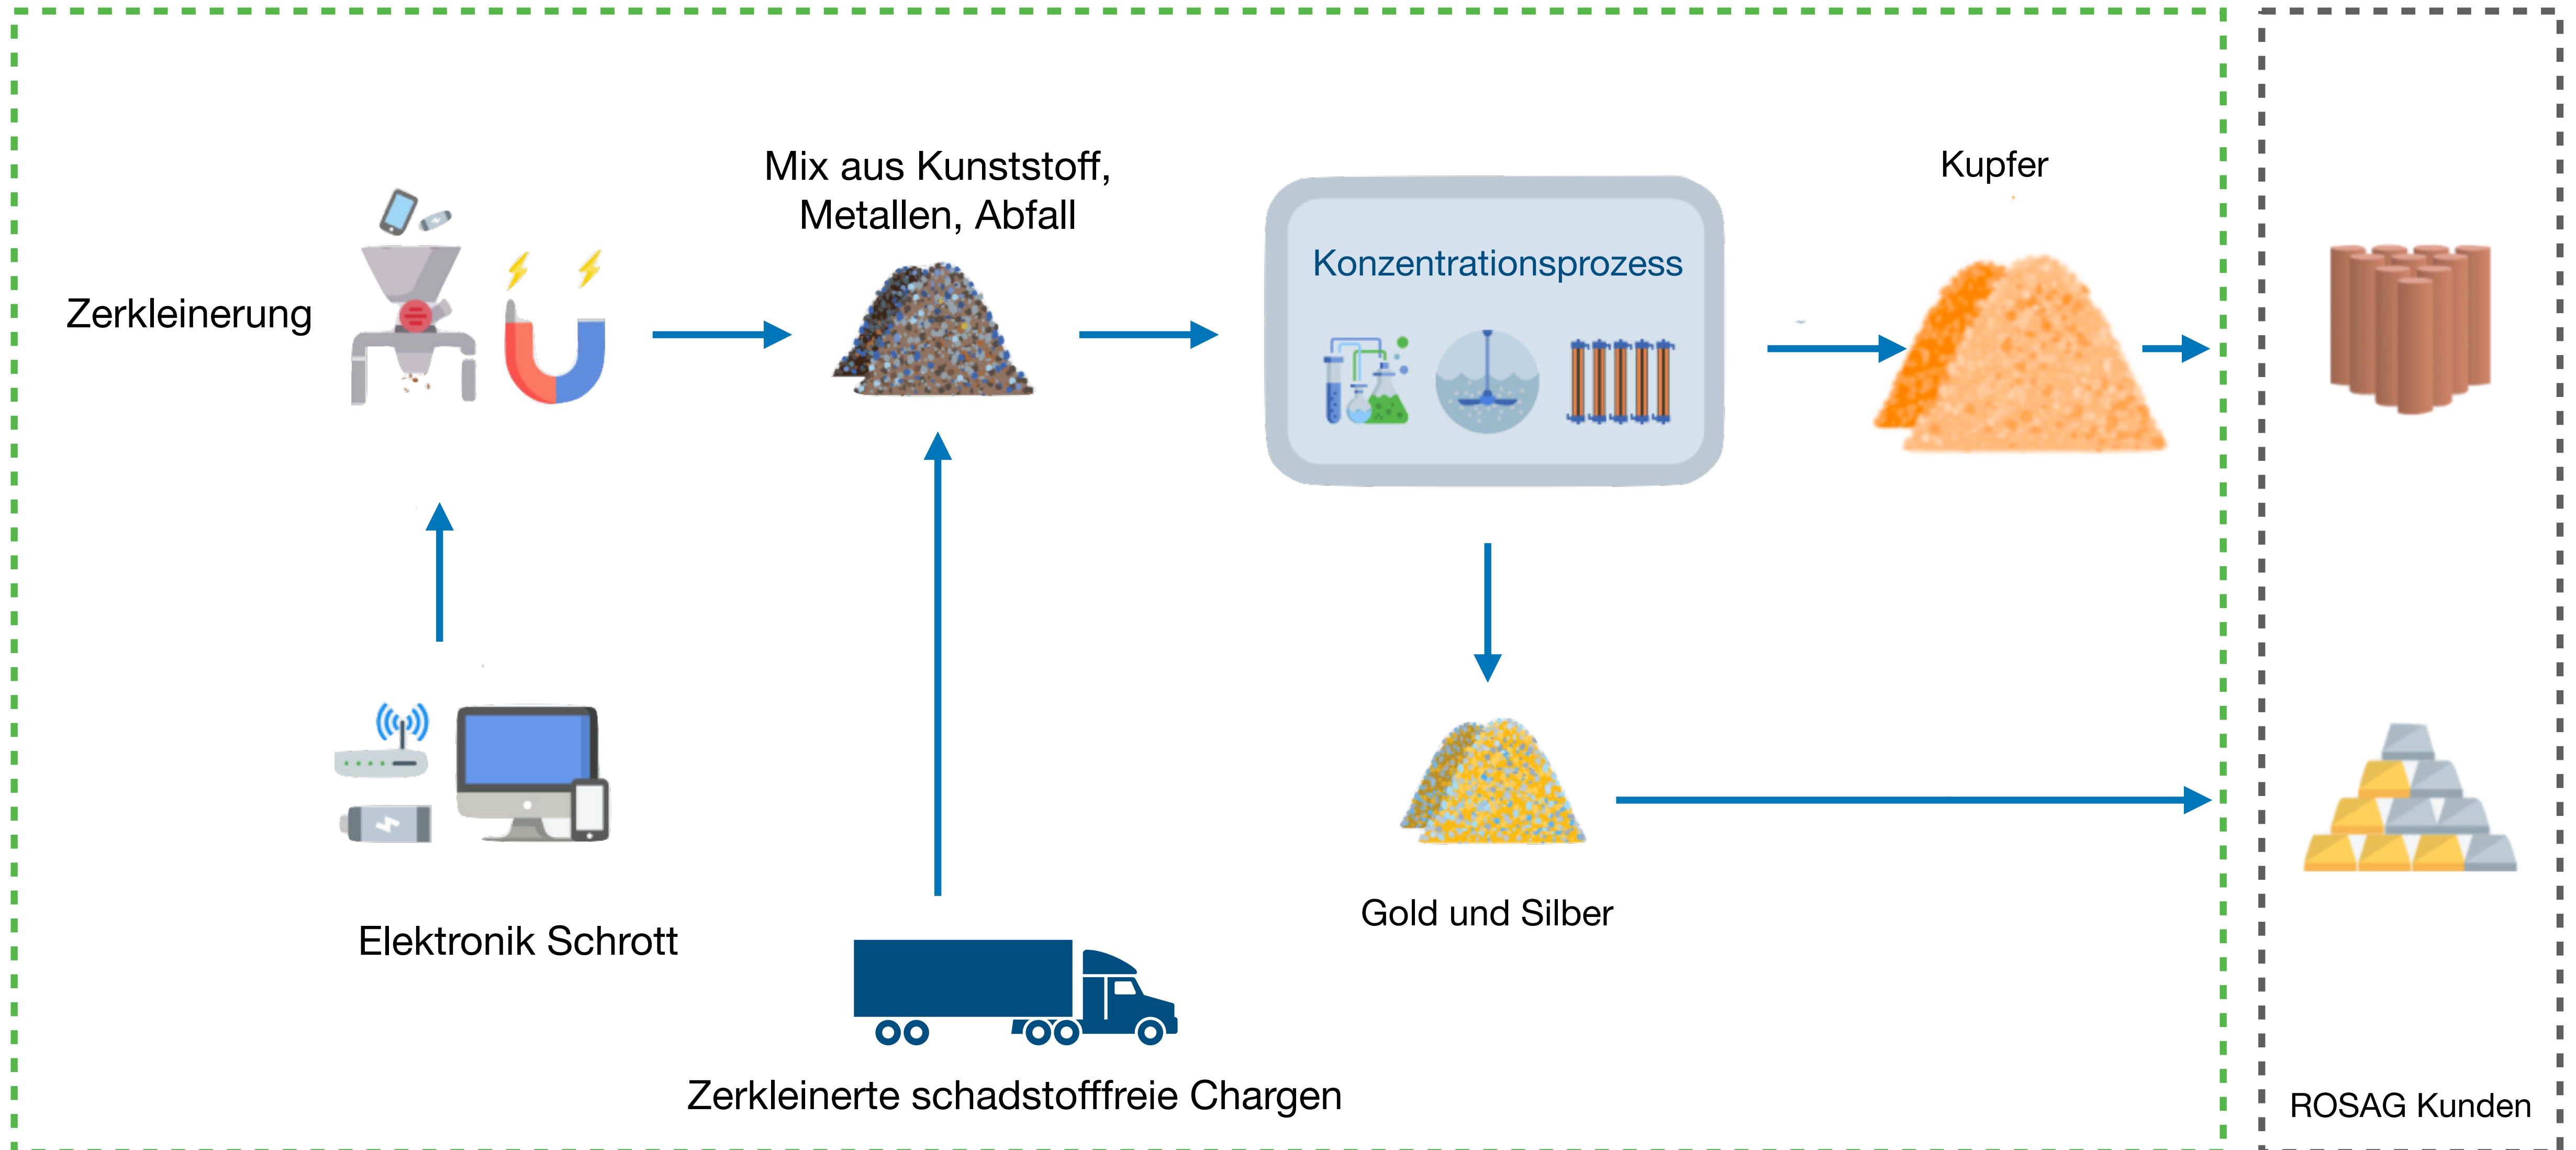 Mix aus Kunststoff,
Metallen, Abfall
Kupfer
Konzentrationsprozess
Zerkleinerung
Gold und Silber
Elektronik Schrott
Zerkleinerte schadstofffreie Chargen
ROSAG Kunden